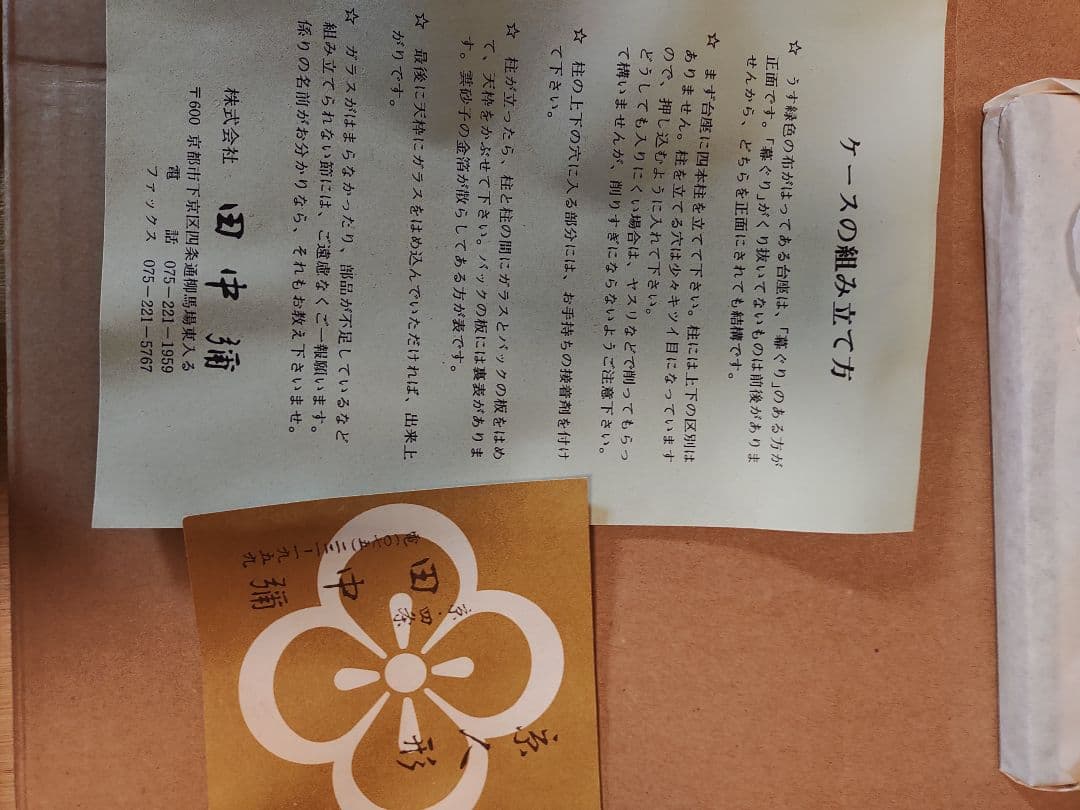 ケースの組み立て方
☆ うす緑色の布がはってある台座は、「幕ぐり」のある方が
正面です。「幕ぐり」がくり抜いてないものは前後がありま
せんから、どちらを正面にされても結構です。
☆ まず台座に四本柱を立てて下さい。柱には上下の区別は
ありません。柱を立てる穴は少々キツイ目になっています
ので、押し込むように入れて下さい。
どうしても入りにくい場合は、ヤスリなどで削ってもらっ
て構いませんが、削りすぎにならないようご注意下さい。
☆ 柱の上下の穴に入る部分には、お手持ちの接着剤を付け
て下さい。
☆ 柱が立ったら、柱と柱の間にガラスとバックの板をはめ
て、天枠をかぶせて下さい。バックの板には裏表がありま
す。雲砂子の金箔が散らしてある方が表です。
☆ 最後に天枠にガラスをはめ込んでいただければ、出来上
がりです。
☆ ガラスがはまらなかったり、部品が不足しているなど
組み立てられない節には、ご遠慮なくご一報願います。
係りの名前がお分かりなら、それもお教え下さいませ。
株式会社 田中彌
〒600 京都市下京区四条通柳馬場東入る
電話 075-221-1959
ファックス 075-221-5767
京人形
京四条
田中彌
電(〇七五)二二一
一九五九